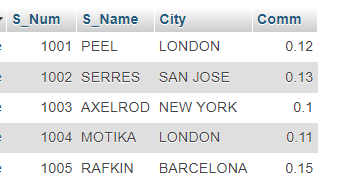 S_Num S_Name City Comm
1001 PEEL LONDON 0.12
1002 SERRES SAN JOSE 0.13
1003 AXELROD NEW YORK 0.1
1004 MOTIKA LONDON 0.11
1005 RAFKIN BARCELONA 0.15